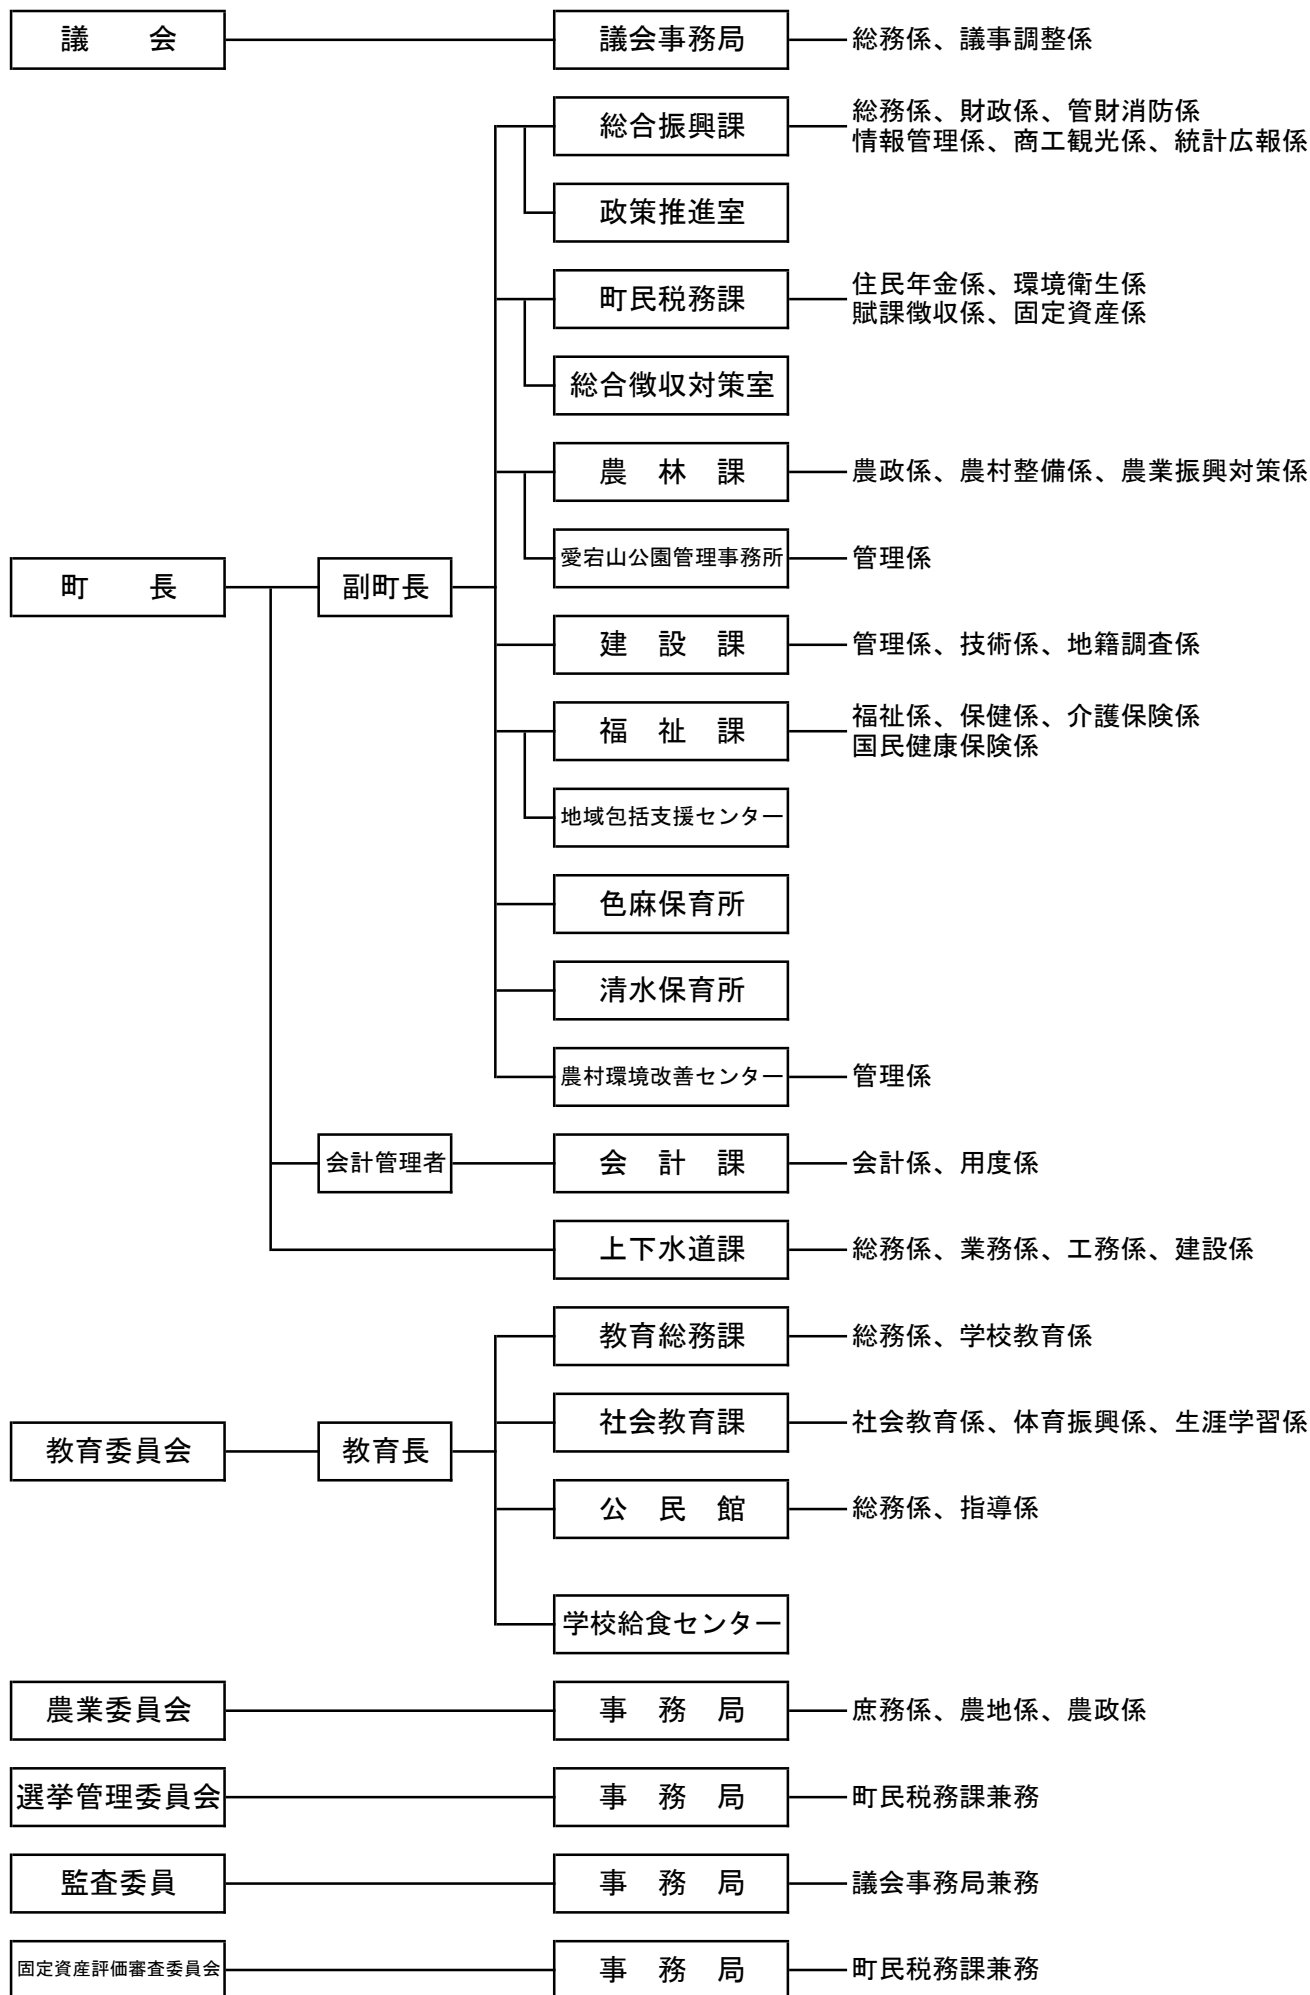 議　　会
議会事務局
総務係、議事調整係
総合振興課
総務係、財政係、管財消防係
情報管理係、商工観光係、統計広報係
政策推進室
町民税務課
住民年金係、環境衛生係
賦課徴収係、固定資産係
総合徴収対策室
農　林　課
農政係、農村整備係、農業振興対策係
愛宕山公園管理事務所
管理係
町　　長
副町長
建　設　課
管理係、技術係、地籍調査係
福　祉　課
福祉係、保健係、介護保険係
国民健康保険係
地域包括支援センター
色麻保育所
清水保育所
農村環境改善センター
管理係
会計管理者
会　計　課
会計係、用度係
上下水道課
総務係、業務係、工務係、建設係
教育総務課
総務係、学校教育係
社会教育課
社会教育係、体育振興係、生涯学習係
教育委員会
教育長
公　民　館
総務係、指導係
学校給食センター
農業委員会
事　務　局
庶務係、農地係、農政係
選挙管理委員会
事　務　局
町民税務課兼務
監査委員
事　務　局
議会事務局兼務
固定資産評価審査委員会
事　務　局
町民税務課兼務